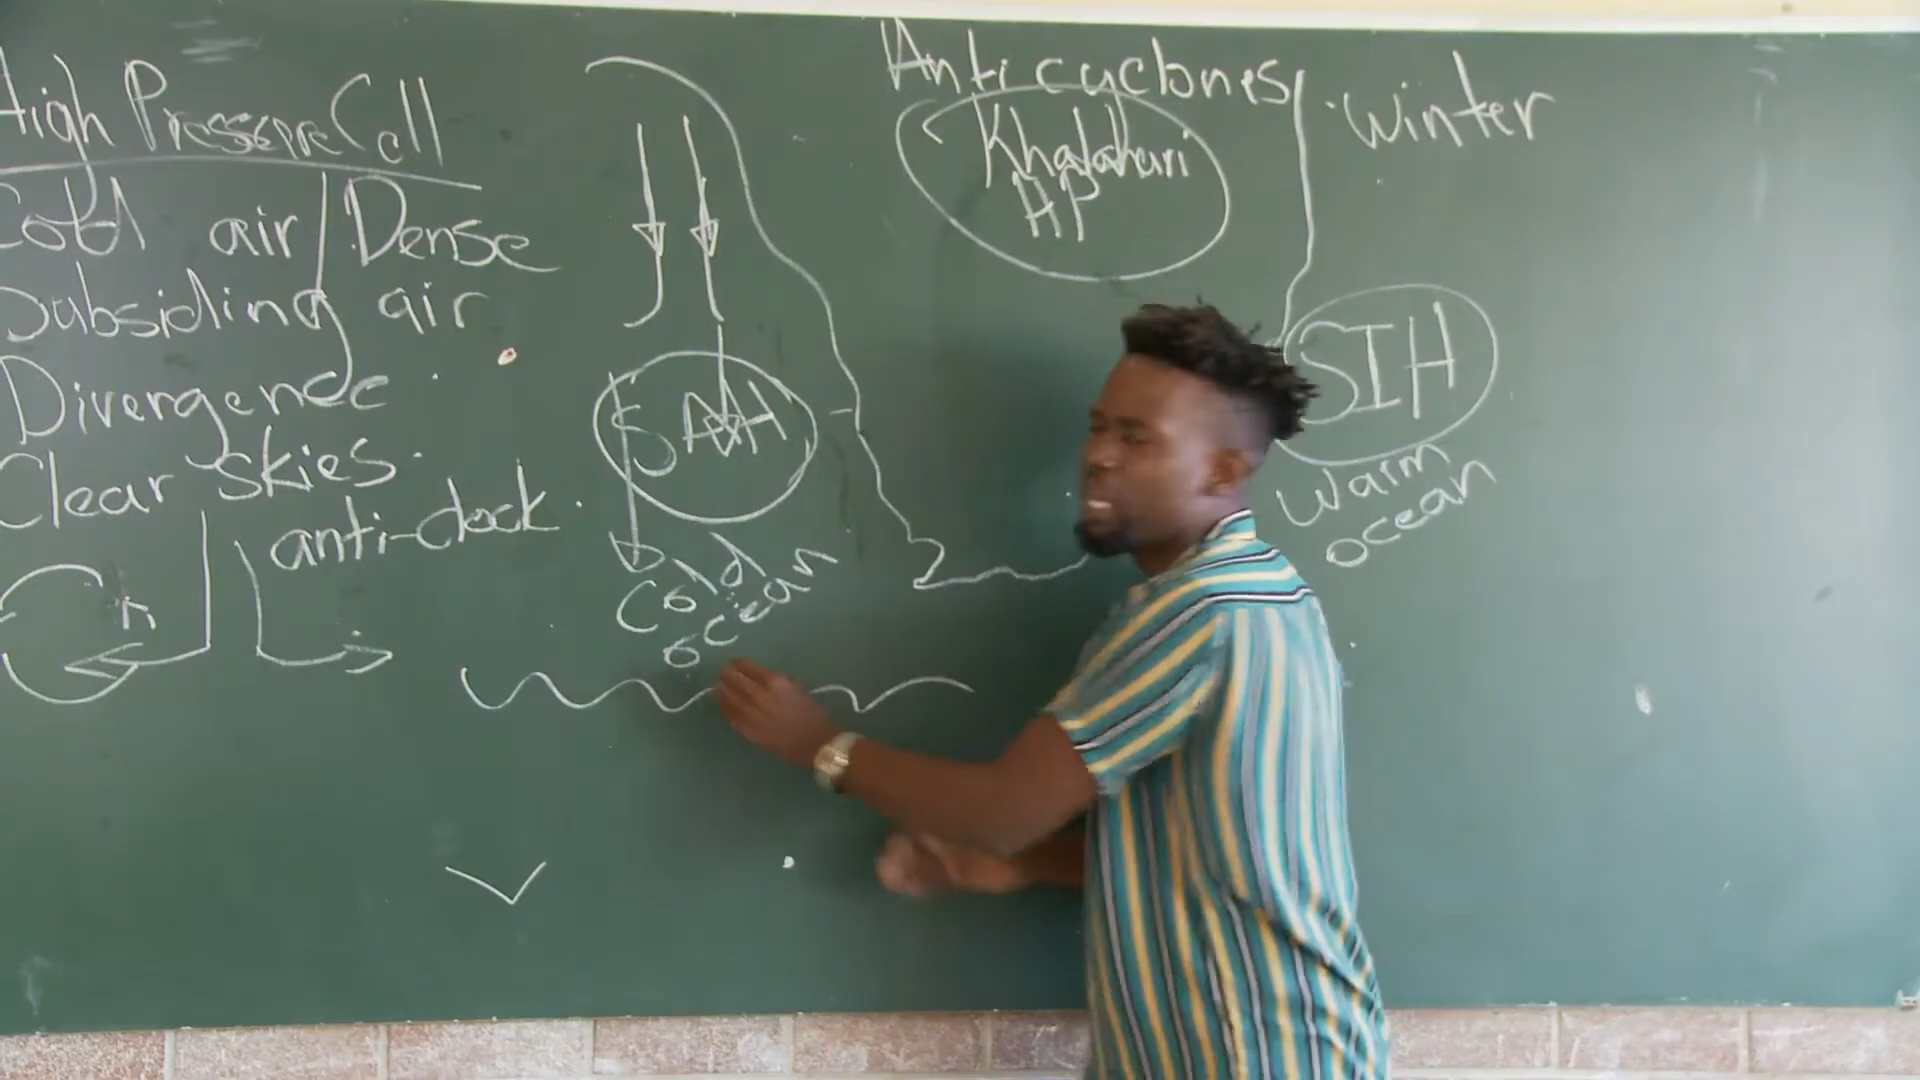 High Pressure Cell
Cold air/Dense
Subsiding air
Divergence.
Clear skies.
anti-clock.
SAH
Cold
ocean
Anticyclones
Khalahari
HP
·Winter
SIH
Warm
ocean